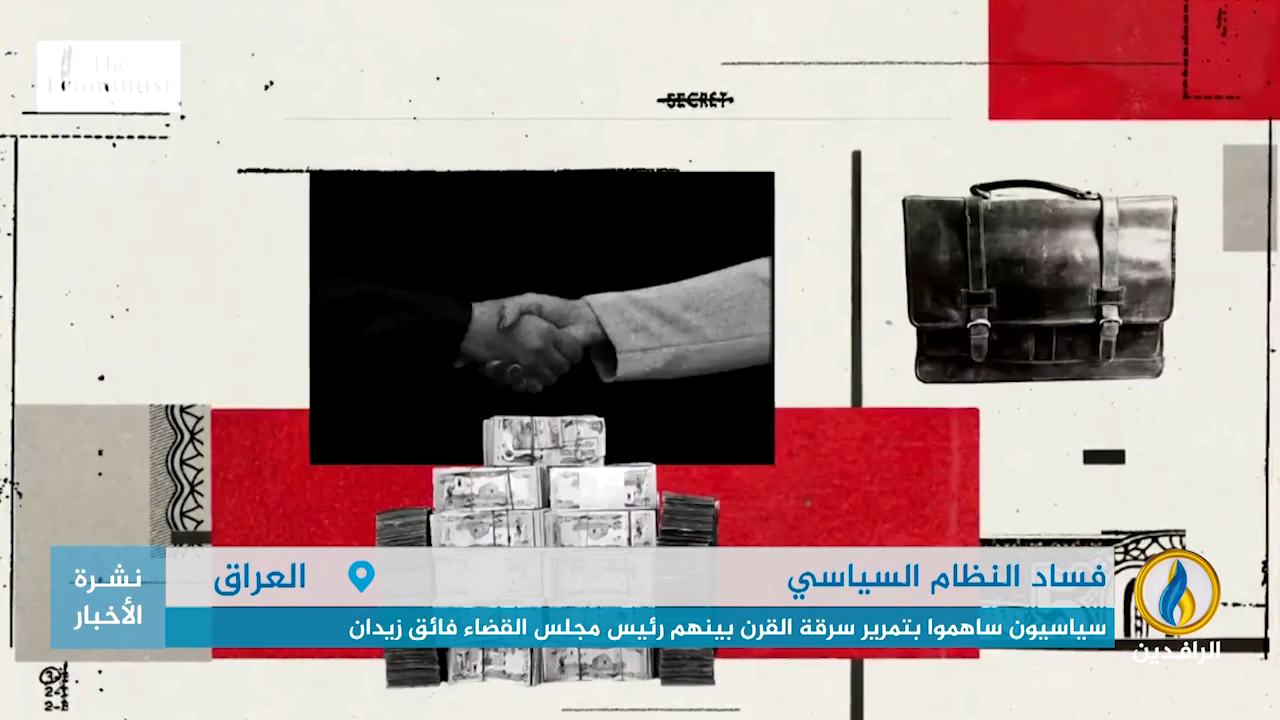 The
Economist
SECRET
فساد النظام السياسي
العراق
نشرة
الأخبار
سياسيون ساهموا بتمرير سرقة القرن بينهم رئيس مجلس القضاء فائق زيدان
الرافدين